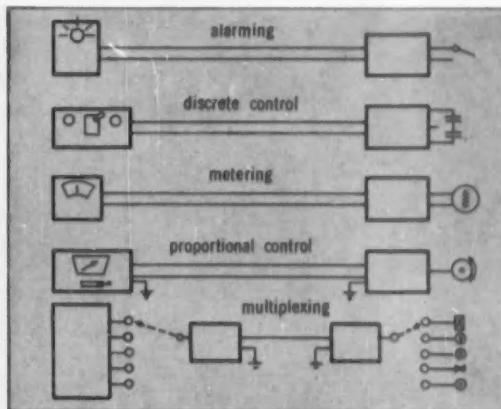 alarming
discrete control
metering
proportional control
multiplexing